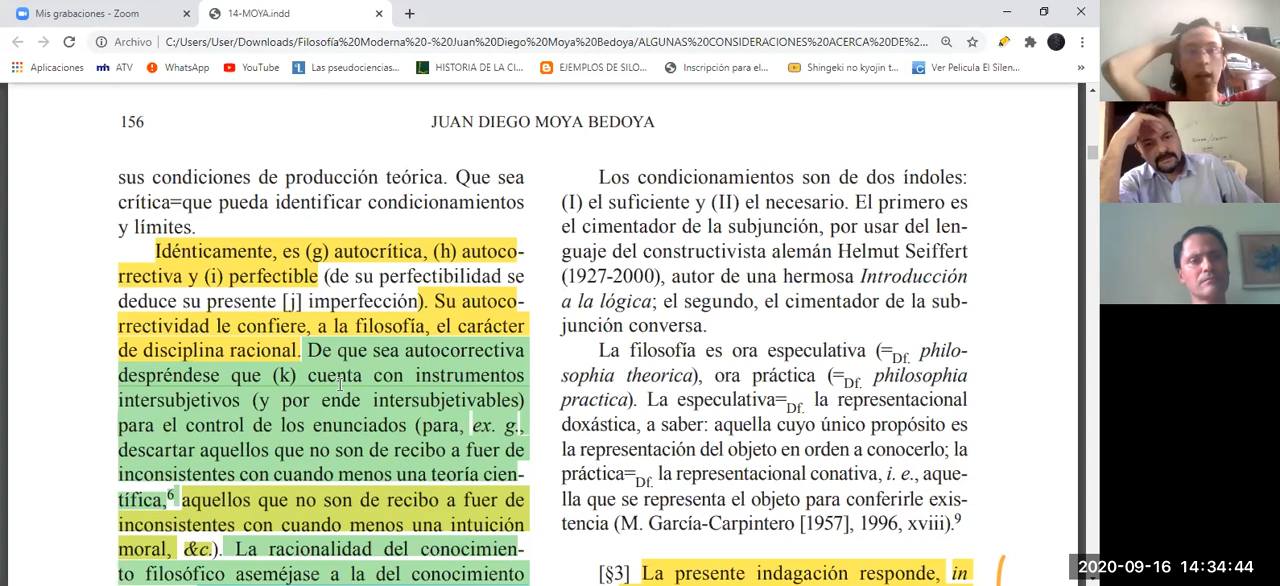 Mis grabaciones - Zoom
14-MOYA.indd
Archivo
C:/Users/User/Downloads/Filosofía%20Moderna%20-%20Juan%20Diego%20Moya%20Bedoya/ALGUNAS%20CONSIDERACIONES%20ACERCA%20DE%...
Aplicaciones
mh ATV
WhatsApp
YouTube
Las pseudociencias...
HISTORIA DE LA CI...
EJEMPLOS DE SILO...
Inscripción para el...
Shingeki no kyojin t...
Ver Pelicula El Silen...
»
156
JUAN DIEGO MOYA BEDOYA
sus condiciones de producción teórica. Que sea
crítica=que pueda identificar condicionamientos
y límites.
Idénticamente, es (g) autocrítica, (h) autoco-
rrectiva y (i) perfectible (de su perfectibilidad se
deduce su presente [j] imperfección). Su autoco-
rrectividad le confiere, a la filosofía, el carácter
de disciplina racional. De que sea autocorrectiva
despréndese que (k) cuenta con instrumentos
intersubjetivos (y por ende intersubjetivables)
para el control de los enunciados (para, ex. g.,
descartar aquellos que no son de recibo a fuer de
inconsistentes con cuando menos una teoría cien-
tífica,6 aquellos que no son de recibo a fuer de
inconsistentes con cuando menos una intuición
moral, &c.). La racionalidad del conocimien-
to filosófico aseméjase a la del conocimiento
Los condicionamientos son de dos índoles:
(I) el suficiente y (II) el necesario. El primero es
el cimentador de la subjunción, por usar del len-
guaje del constructivista alemán Helmut Seiffert
(1927-2000), autor de una hermosa Introducción
a la lógica; el segundo, el cimentador de la sub-
junción conversa.
La filosofía es ora especulativa (=Df. philo-
sophia theorica), ora práctica (=Df. philosophia
practica). La especulativa=Df. la representacional
doxástica, a saber: aquella cuyo único propósito es
la representación del objeto en orden a conocerlo; la
práctica=Df. la representacional conativa, i. e., aque-
lla que se representa el objeto para conferirle exis-
tencia (M. García-Carpintero [1957], 1996, xviii).9
[§3] La presente indagación responde, in
2020-09-16 14:34:44